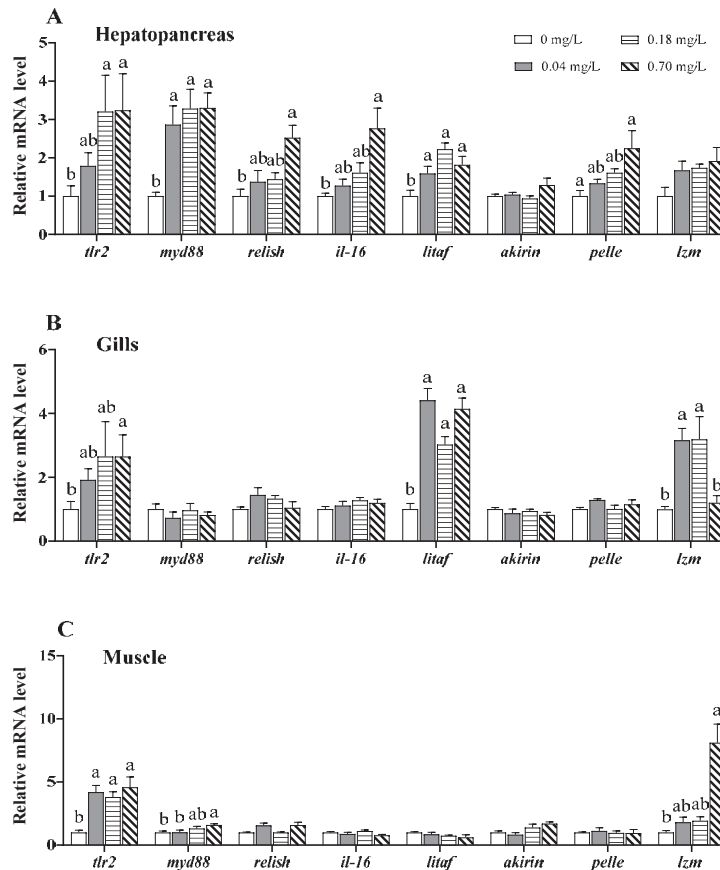 A
Hepatopancreas
0 mg/L
0.18 mg/L
0.04 mg/L
0.70 mg/L
Relative mRNA level
5
4
3
2
1
0
b ab a a
b a a a
b ab ab a
b ab ab a
b a a a
a ab ab a
tlr2 myd88 relish il-16 litaf akirin pelle lzm
B
Gills
Relative mRNA level
6
4
2
0
b ab ab a
b a a a
b a a b
tlr2 myd88 relish il-16 litaf akirin pelle lzm
C
Muscle
Relative mRNA level
15
10
5
0
b a a a
b b ab a
b ab ab a
tlr2 myd88 relish il-16 litaf akirin pelle lzm